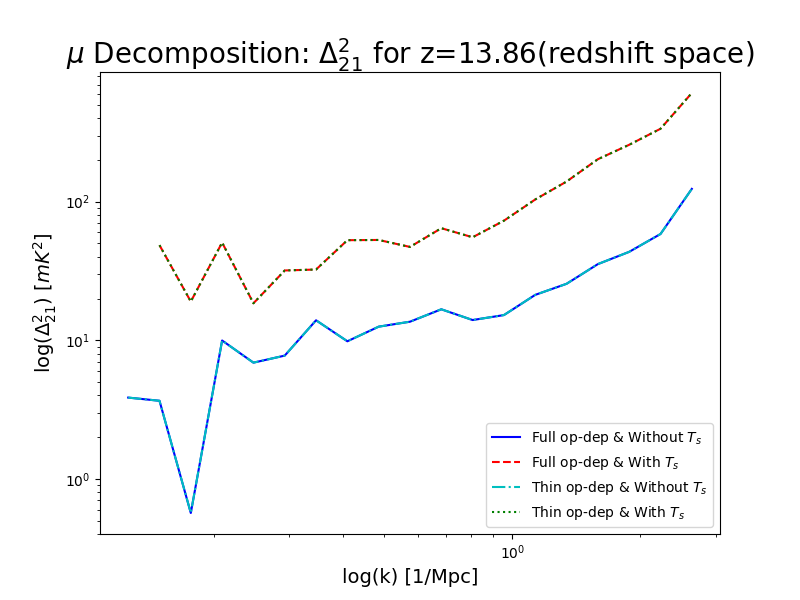 μ Decomposition: Δ²₂₁ for z=13.86(redshift space)
log(Δ²₂₁) [mK²]
10²
10¹
10⁰
Full op-dep & Without Tₛ
Full op-dep & With Tₛ
Thin op-dep & Without Tₛ
Thin op-dep & With Tₛ
10⁰
log(k) [1/Mpc]